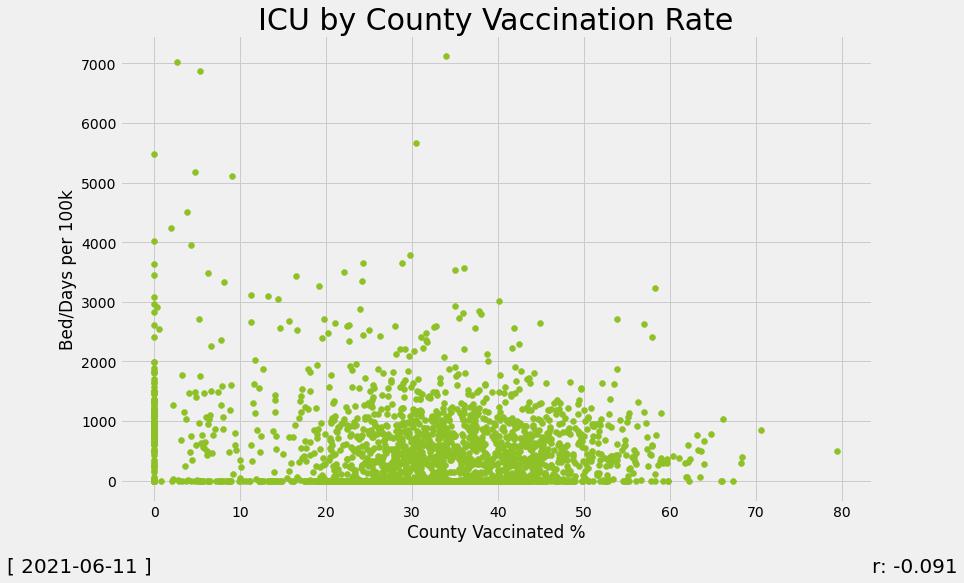 ICU by County Vaccination Rate
7000
6000
5000
4000
3000
2000
1000
0
Bed/Days per 100k
0 10 20 30 40 50 60 70 80
County Vaccinated %
[ 2021-06-11 ] r: -0.091